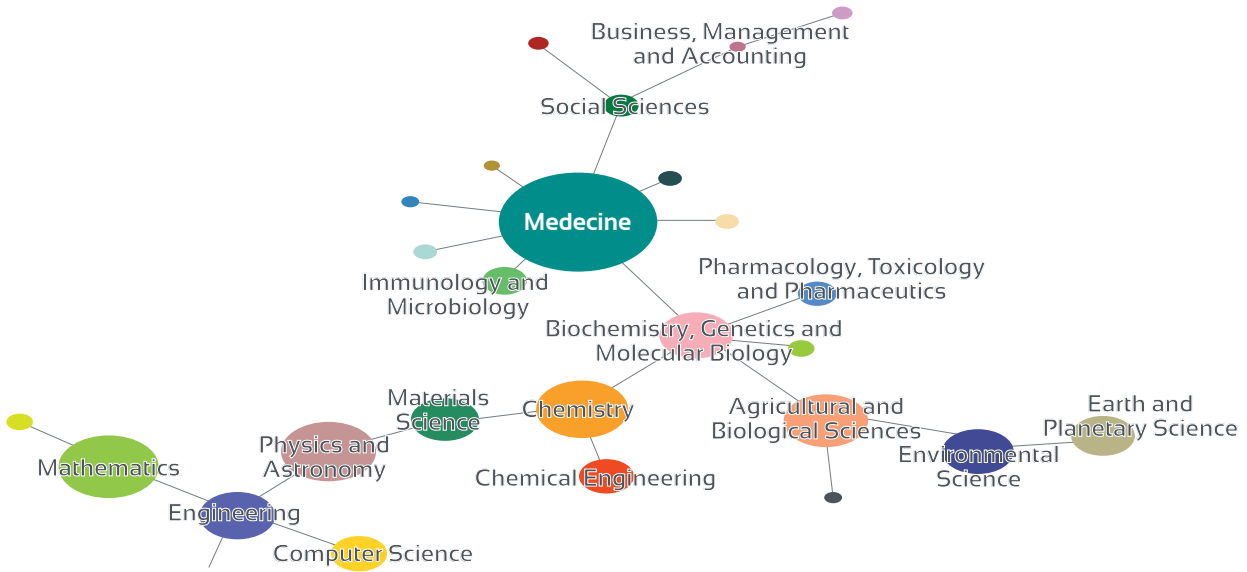 Business, Management
and Accounting
Social Sciences
Medecine
Immunology and
Microbiology
Pharmacology, Toxicology
and Pharmaceutics
Biochemistry, Genetics and
Molecular Biology
Materials
Science
Chemistry
Agricultural and
Biological Sciences
Earth and
Planetary Science
Physics and
Astronomy
Mathematics
Chemical Engineering
Environmental
Science
Engineering
Computer Science